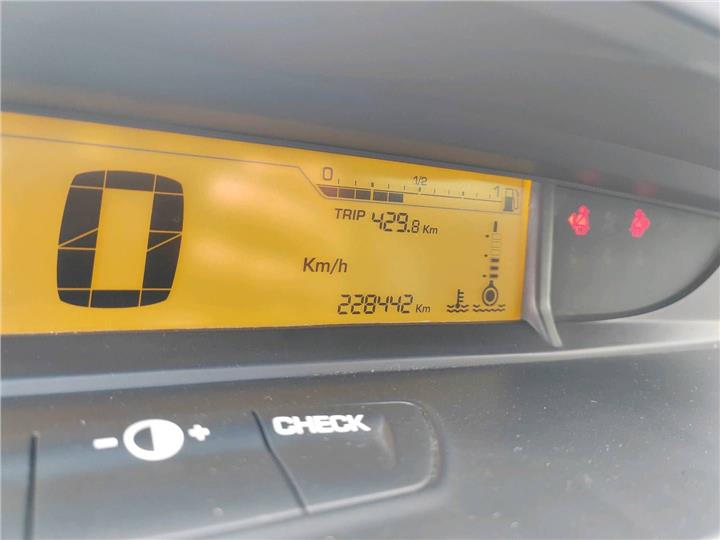 0 1/2 1
TRIP 429.8 Km
0 Km/h
228442 Km
- +
CHECK